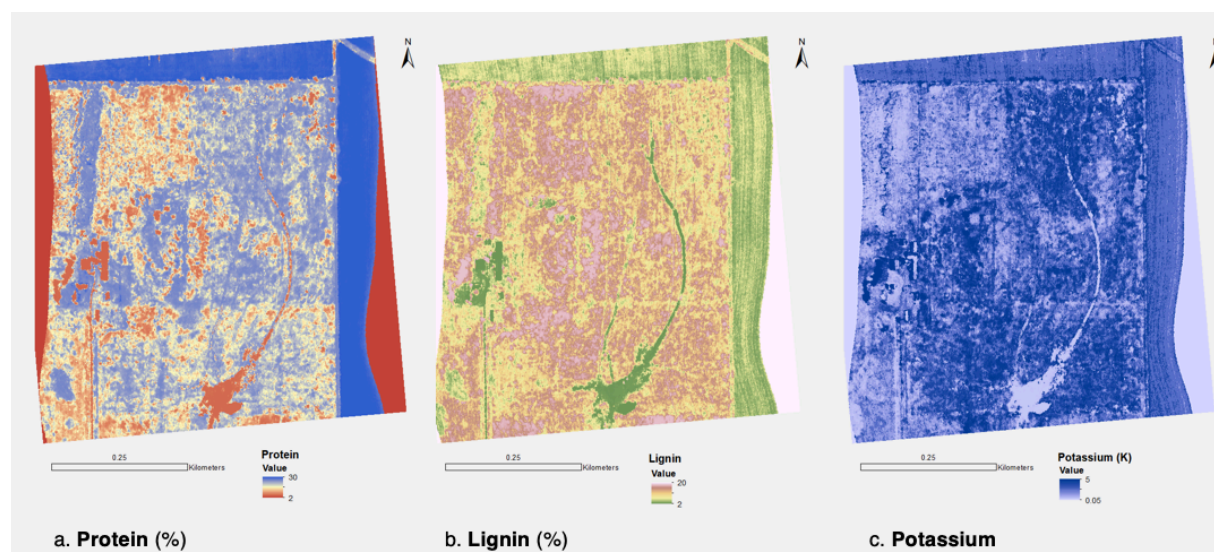 N
N
N
0.25
Kilometers
Protein
Value
30
2
0.25
Kilometers
Lignin
Value
20
2
0.25
Kilometers
Potassium (K)
Value
5
0.05
a. Protein (%)
b. Lignin (%)
c. Potassium